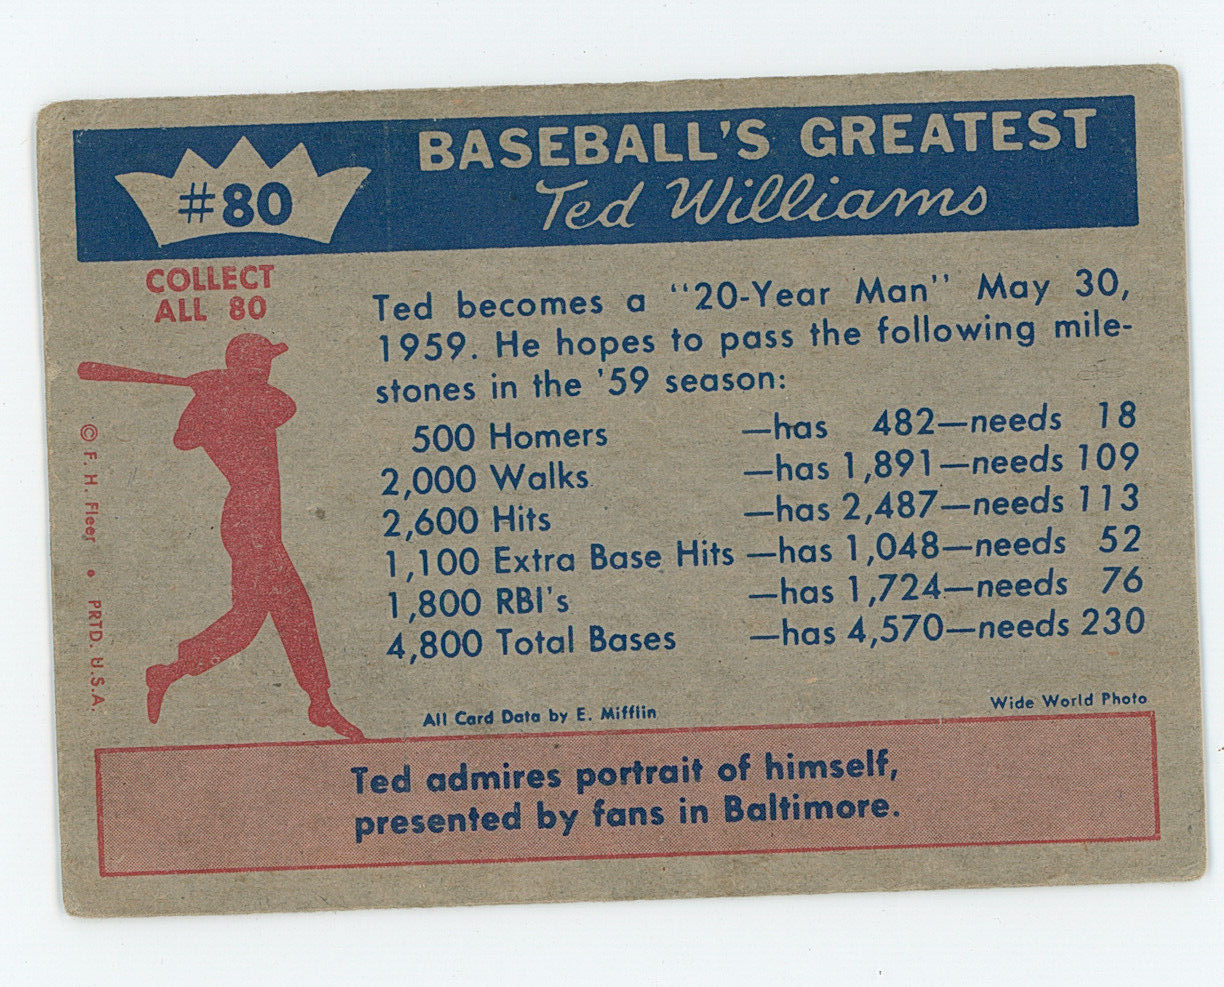 #80
BASEBALL'S GREATEST
Ted Williams
COLLECT
ALL 80
Ted becomes a "20-Year Man" May 30,
1959. He hopes to pass the following mile-
stones in the '59 season:
500 Homers —has 482—needs 18
2,000 Walks —has 1,891—needs 109
2,600 Hits —has 2,487—needs 113
1,100 Extra Base Hits —has 1,048—needs 52
1,800 RBI's —has 1,724—needs 76
4,800 Total Bases —has 4,570—needs 230
© F. H. Fleer • PRTD. U.S.A.
All Card Data by E. Mifflin
Wide World Photo
Ted admires portrait of himself,
presented by fans in Baltimore.